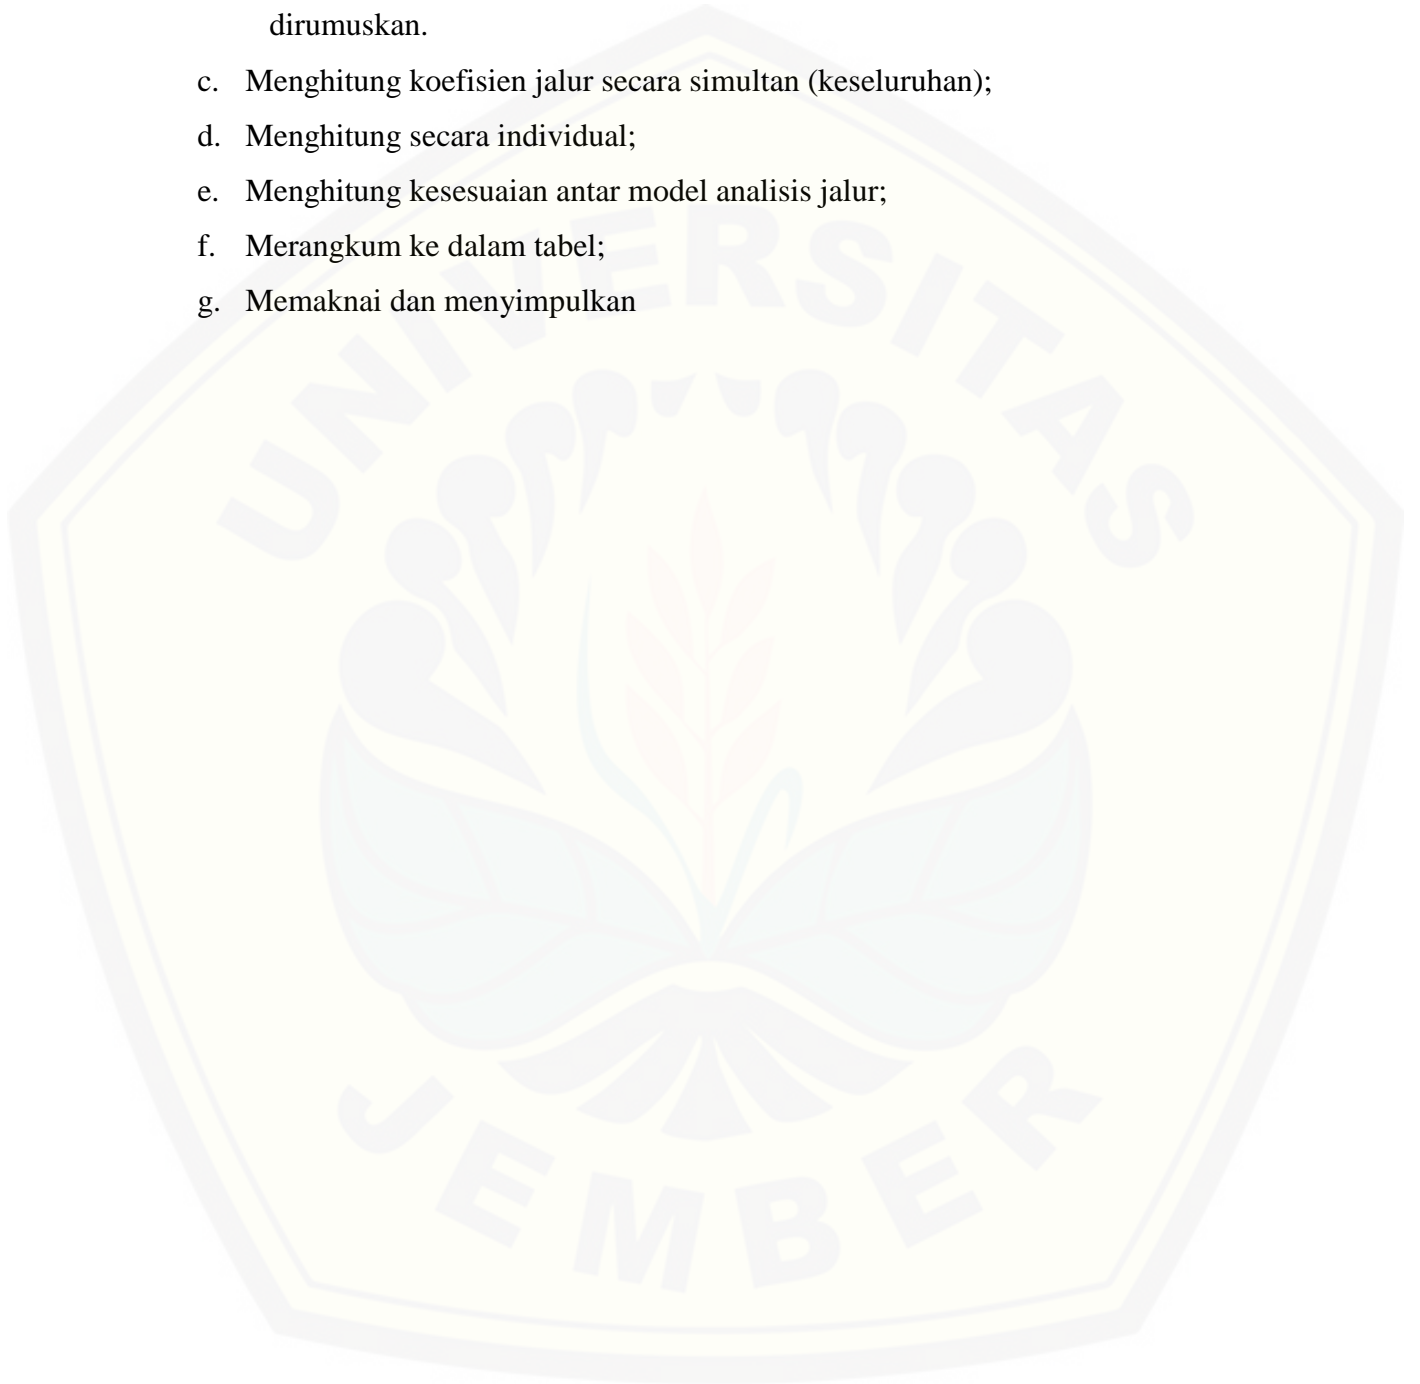 dirumuskan.
c. Menghitung koefisien jalur secara simultan (keseluruhan);
d. Menghitung secara individual;
e. Menghitung kesesuaian antar model analisis jalur;
f. Merangkum ke dalam tabel;
g. Memaknai dan menyimpulkan
UNIVERSITAS
JEMBER